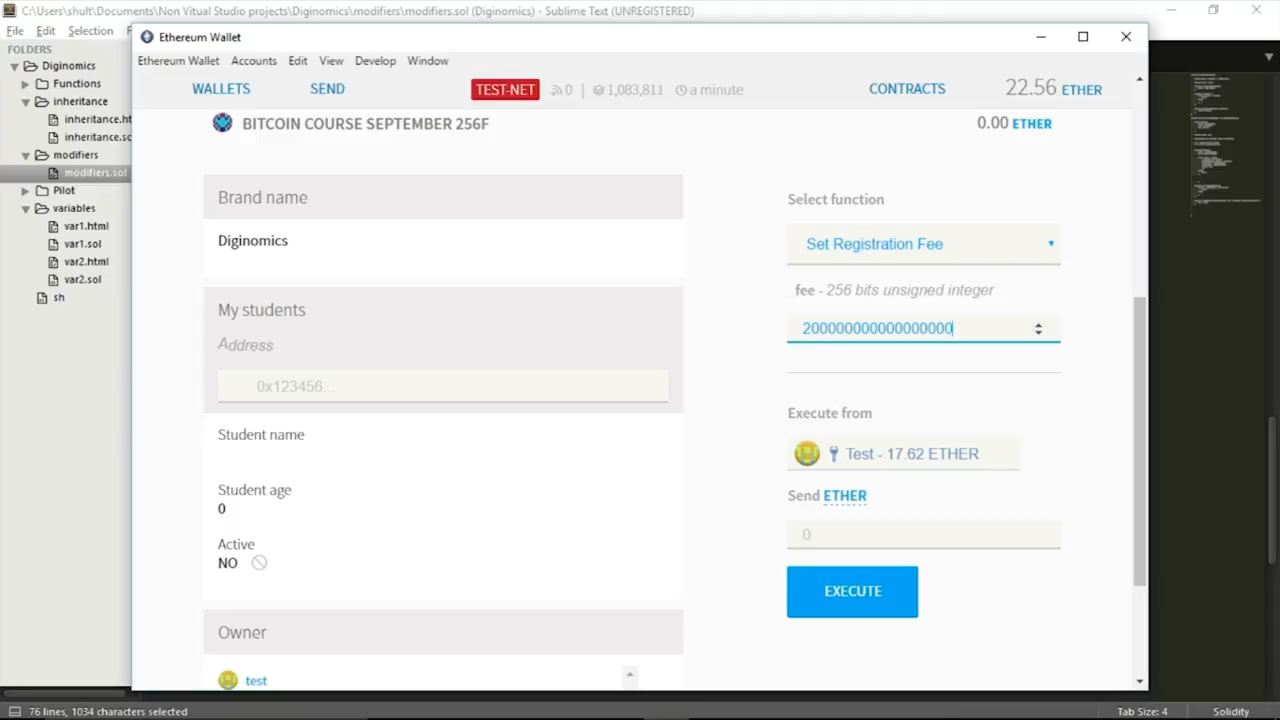 C:\Users\shult\Documents\Non Vitual Studio projects\Diginomics\modifiers\modifiers.sol (Diginomics) - Sublime Text (UNREGISTERED)
File Edit Selection
FOLDERS
Diginomics
Functions
inheritance
inheritance.ht
inheritance.sc
modifiers
modifiers.sol
Pilot
variables
var1.html
var1.sol
var2.html
var2.sol
sh
Ethereum Wallet
Ethereum Wallet Accounts Edit View Develop Window
WALLETS SEND TEST-NET 0 | 1,083,811 a minute CONTRACTS 22.56 ETHER
BITCOIN COURSE SEPTEMBER 256F 0.00 ETHER
Brand name
Diginomics
My students
Address
0x123456...
Student name
Student age
0
Active
NO
Owner
test
Select function
Set Registration Fee
fee - 256 bits unsigned integer
200000000000000000
Execute from
Test - 17.62 ETHER
Send ETHER
0
EXECUTE
76 lines, 1034 characters selected Tab Size: 4 Solidity